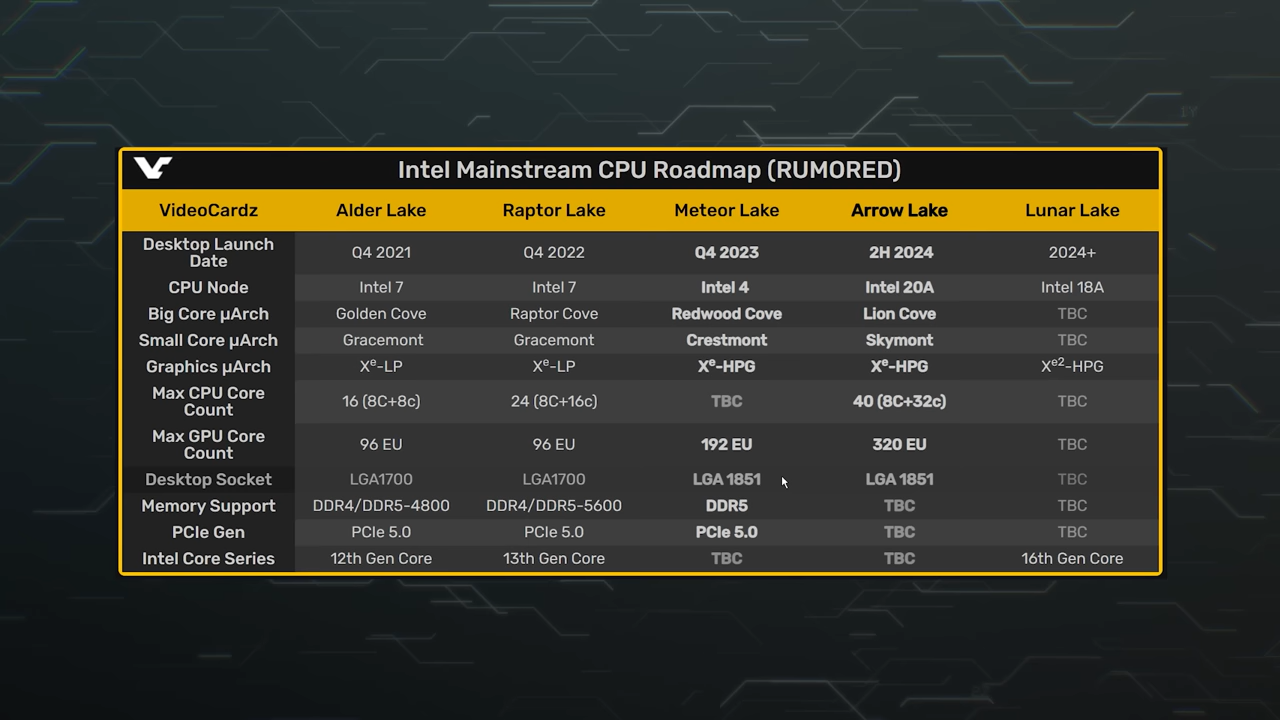 Intel Mainstream CPU Roadmap (RUMORED)
VideoCardz Alder Lake Raptor Lake Meteor Lake Arrow Lake Lunar Lake
Desktop Launch Date Q4 2021 Q4 2022 Q4 2023 2H 2024 2024+
CPU Node Intel 7 Intel 7 Intel 4 Intel 20A Intel 18A
Big Core µArch Golden Cove Raptor Cove Redwood Cove Lion Cove TBC
Small Core µArch Gracemont Gracemont Crestmont Skymont TBC
Graphics µArch Xe-LP Xe-LP Xe-HPG Xe-HPG Xe2-HPG
Max CPU Core Count 16 (8C+8c) 24 (8C+16c) TBC 40 (8C+32c) TBC
Max GPU Core Count 96 EU 96 EU 192 EU 320 EU TBC
Desktop Socket LGA1700 LGA1700 LGA 1851 LGA 1851 TBC
Memory Support DDR4/DDR5-4800 DDR4/DDR5-5600 DDR5 TBC TBC
PCIe Gen PCIe 5.0 PCIe 5.0 PCIe 5.0 TBC TBC
Intel Core Series 12th Gen Core 13th Gen Core TBC TBC 16th Gen Core